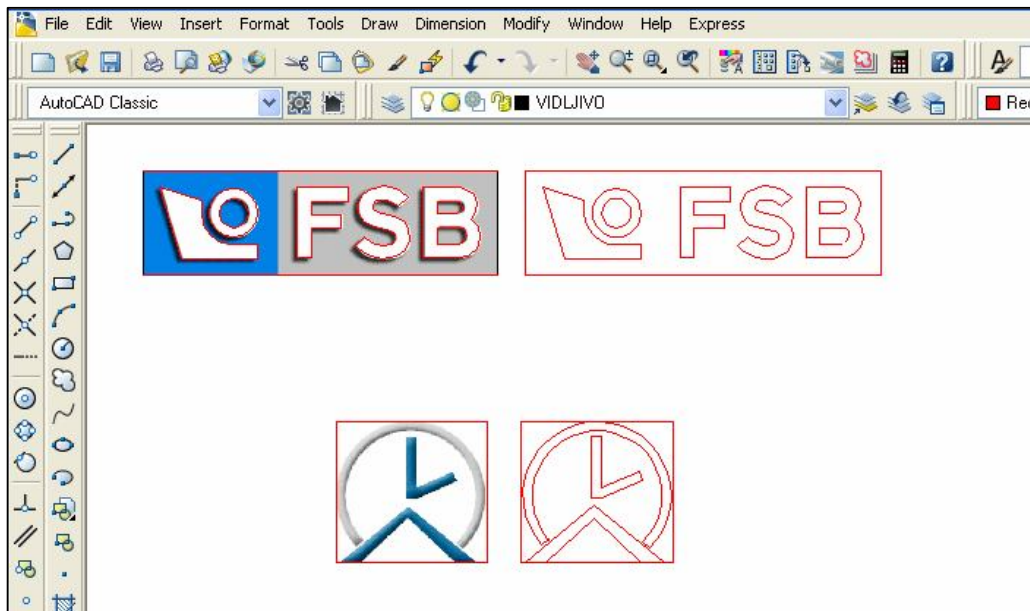 File Edit View Insert Format Tools Draw Dimension Modify Window Help Express
AutoCAD Classic VIDLJIVO
FSB FSB